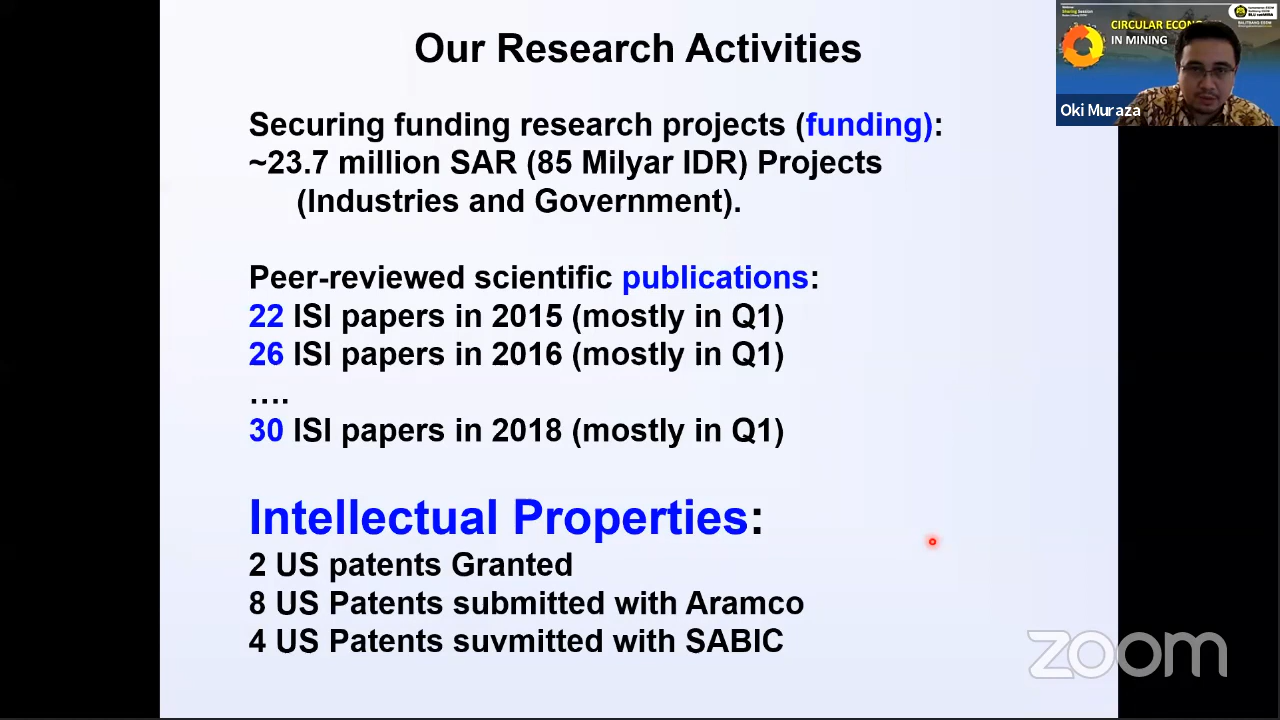 Our Research Activities
Securing funding research projects (funding):
~23.7 million SAR (85 Milyar IDR) Projects
(Industries and Government).
Peer-reviewed scientific publications:
22 ISI papers in 2015 (mostly in Q1)
26 ISI papers in 2016 (mostly in Q1)
....
30 ISI papers in 2018 (mostly in Q1)
Intellectual Properties:
2 US patents Granted
8 US Patents submitted with Aramco
4 US Patents suvmitted with SABIC
CIRCULAR ECON
IN MINING
Oki Muraza
zoom